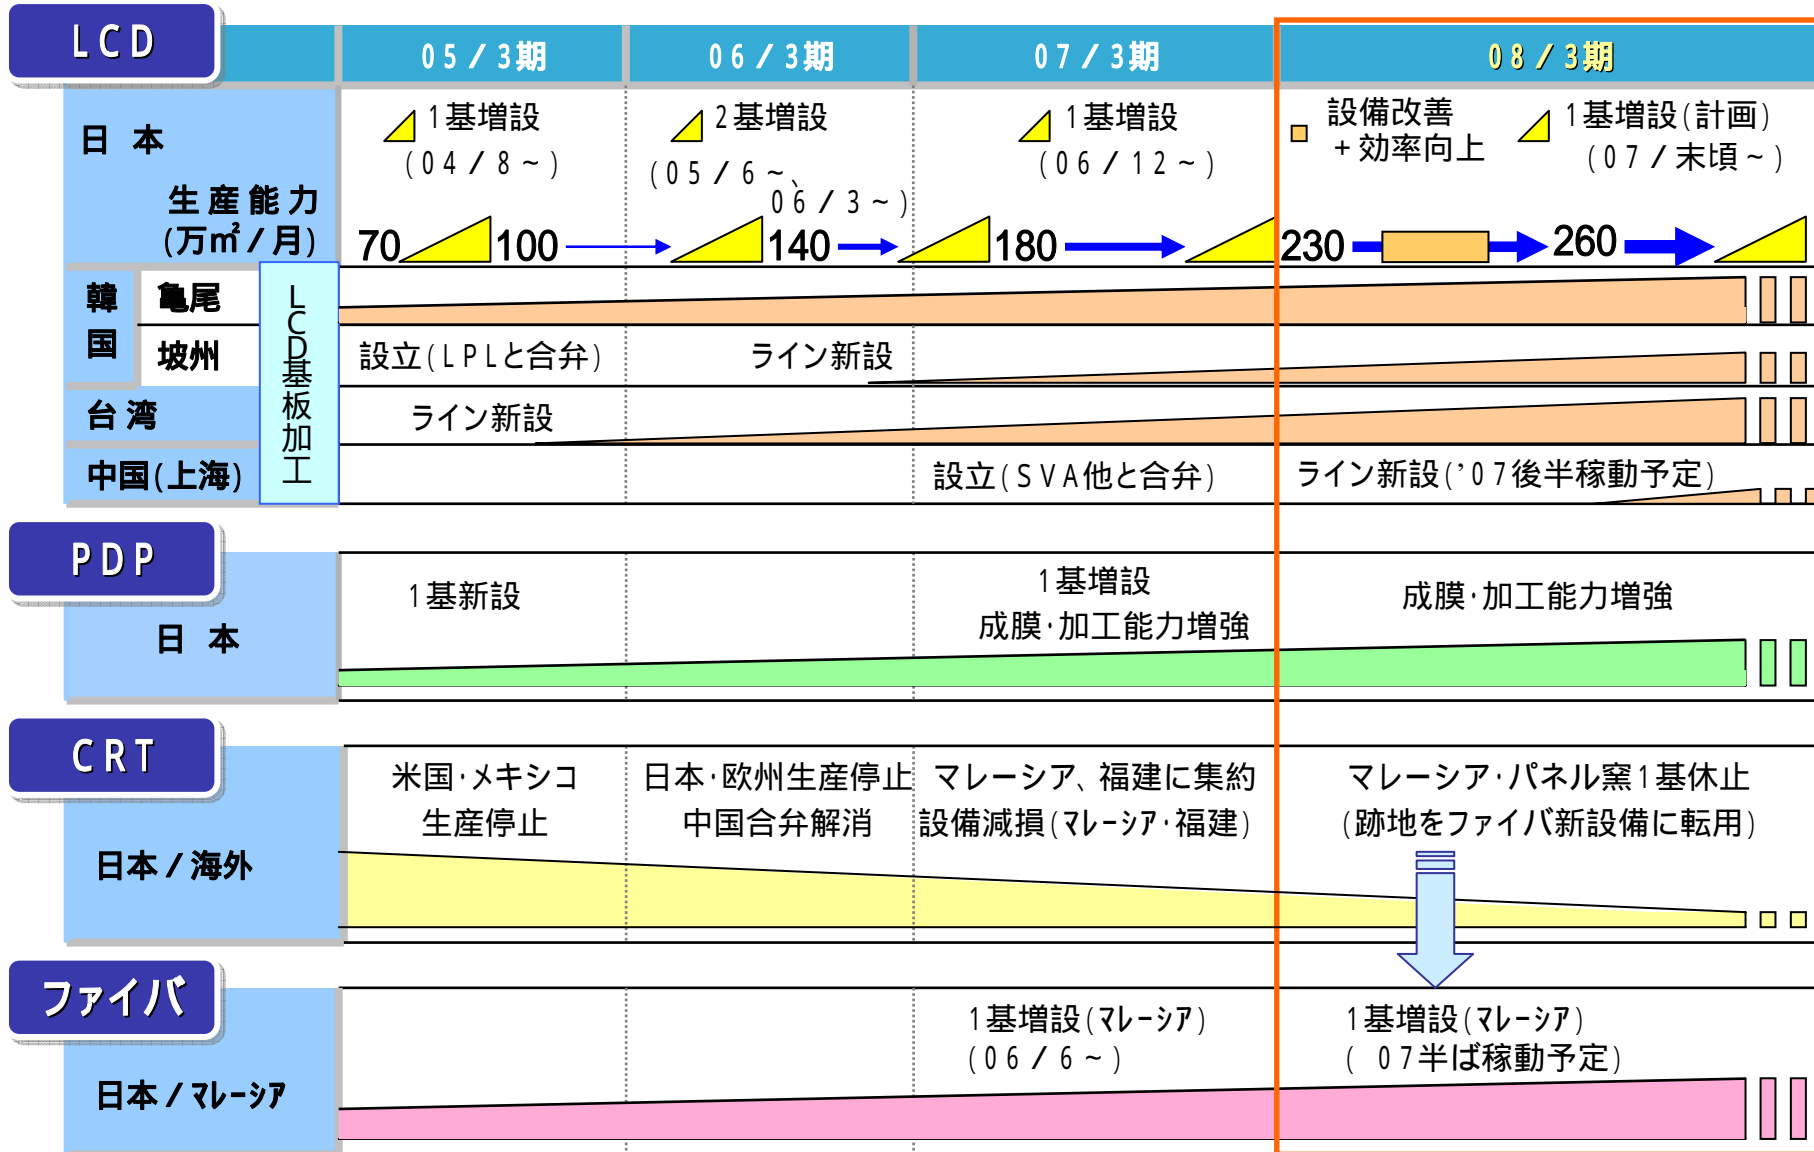 LCD
05/3期 06/3期 07/3期 08/3期
日本
1基増設
(04/8~)
2基増設
(05/6~、
06/3~)
1基増設
(06/12~)
設備改善
+効率向上
1基増設(計画)
(07/末頃~)
生産能力
(万㎡/月)
70 100 140 180 230 260
韓国
亀尾
坡州
LCD基板加工
設立(LPLと合弁)
ライン新設
台湾
ライン新設
中国(上海)
設立(SVA他と合弁)
ライン新設('07後半稼動予定)
PDP
日本
1基新設
1基増設
成膜・加工能力増強
成膜・加工能力増強
CRT
日本/海外
米国・メキシコ
生産停止
日本・欧州生産停止
中国合弁解消
マレーシア、福建に集約
設備減損(マレーシア・福建)
マレーシア・パネル窯1基休止
(跡地をファイバ新設備に転用)
ファイバ
日本/マレーシア
1基増設(マレーシア)
(06/6~)
1基増設(マレーシア)
( 07半ば稼動予定)